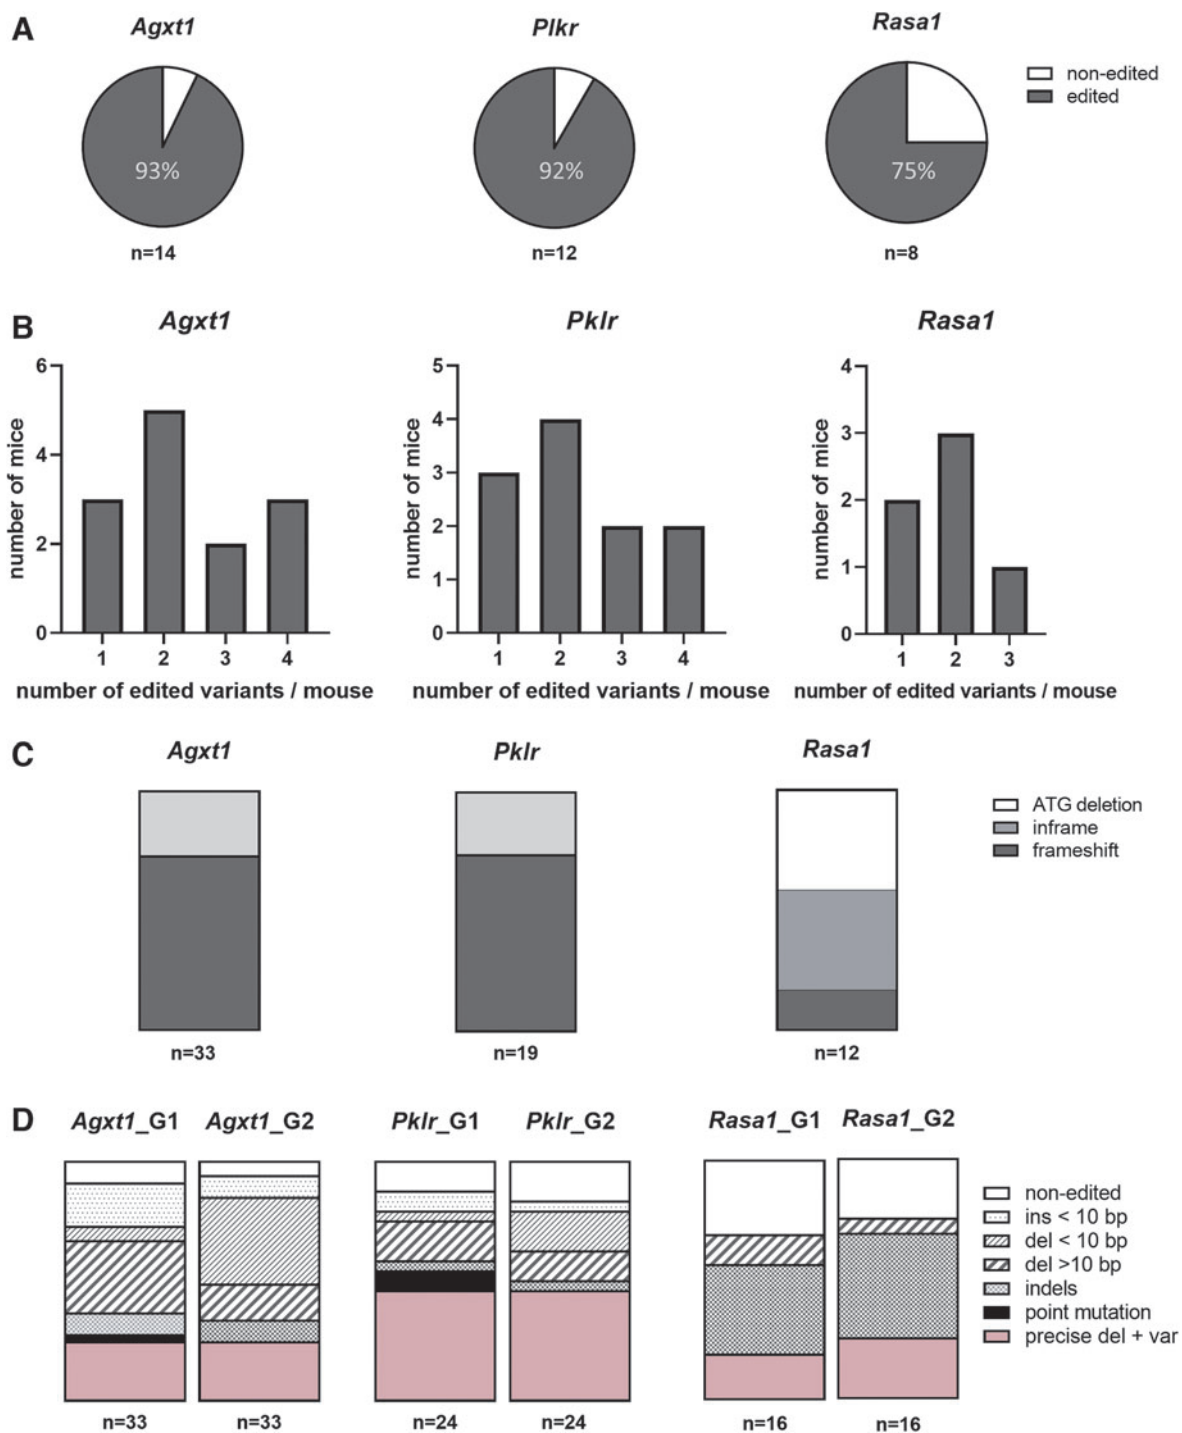 A
Agxt1
Plkr
Rasa1
non-edited
edited
93%
92%
75%
n=14
n=12
n=8
B
Agxt1
Pklr
Rasa1
number of mice
6
4
2
0
1 2 3 4
number of edited variants / mouse
number of mice
5
4
3
2
1
0
1 2 3 4
number of edited variants / mouse
number of mice
4
3
2
1
0
1 2 3
number of edited variants / mouse
C
Agxt1
Pklr
Rasa1
ATG deletion
inframe
frameshift
n=33
n=19
n=12
D
Agxt1_G1
Agxt1_G2
Pklr_G1
Pklr_G2
Rasa1_G1
Rasa1_G2
non-edited
ins < 10 bp
del < 10 bp
del >10 bp
indels
point mutation
precise del + var
n=33
n=33
n=24
n=24
n=16
n=16